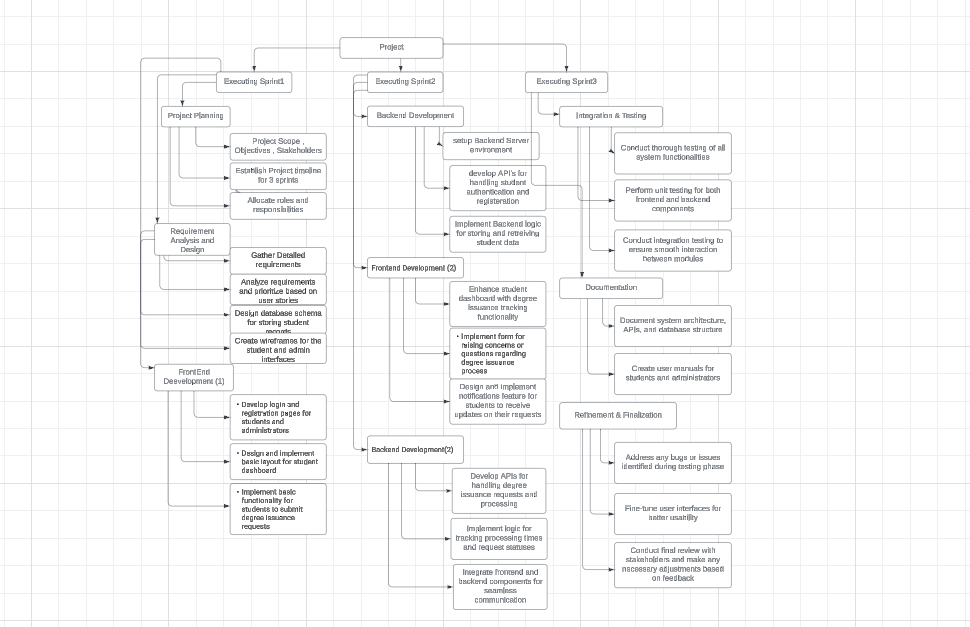 Project
Executing Sprint1
Project Planning
Project Scope ,
Objectives , Stakeholders
Establish Project timeline
for 3 sprints
Allocate roles and
responsibilities
Requirement
Analysis and
Design
Gather Detailed
requirements
Analyze requirements
and prioritize based on
user stories
Design database schema
for storing student
records
Create wireframes for the
student and admin
interfaces
FrontEnd
Development (1)
• Develop login and
registration pages for
students and
administrators
• Design and implement
basic layout for student
dashboard
• Implement basic
functionality for
students to submit
degree issuance
requests
Executing Sprint2
Backend Development
setup Backend Server
environment
develop API's for
handling student
authentication and
registeration
Implement Backend logic
for storing and retreiving
student data
Frontend Development (2)
Enhance student
dashboard with degree
issuance tracking
functionality
• Implement form for
raising concerns or
questions regarding
degree issuance
process
Design and implement
notifications feature for
students to receive
updates on their requests
Backend Development(2)
Develop APIs for
handling degree
issuance requests and
processing
Implement logic for
tracking processing times
and request statuses
Integrate frontend and
backend components for
seamless
communication
Executing Sprint3
Integration & Testing
Conduct thorough testing of all
system functionalities
Perform unit testing for both
frontend and backend
components
Conduct integration testing to
ensure smooth interaction
between modules
Documentation
Document system architecture,
APIs, and database structure
Create user manuals for
students and administrators
Refinement & Finalization
Address any bugs or issues
identified during testing phase
Fine-tune user interfaces for
better usability
Conduct final review with
stakeholders and make any
necessary adjustments based
on feedback